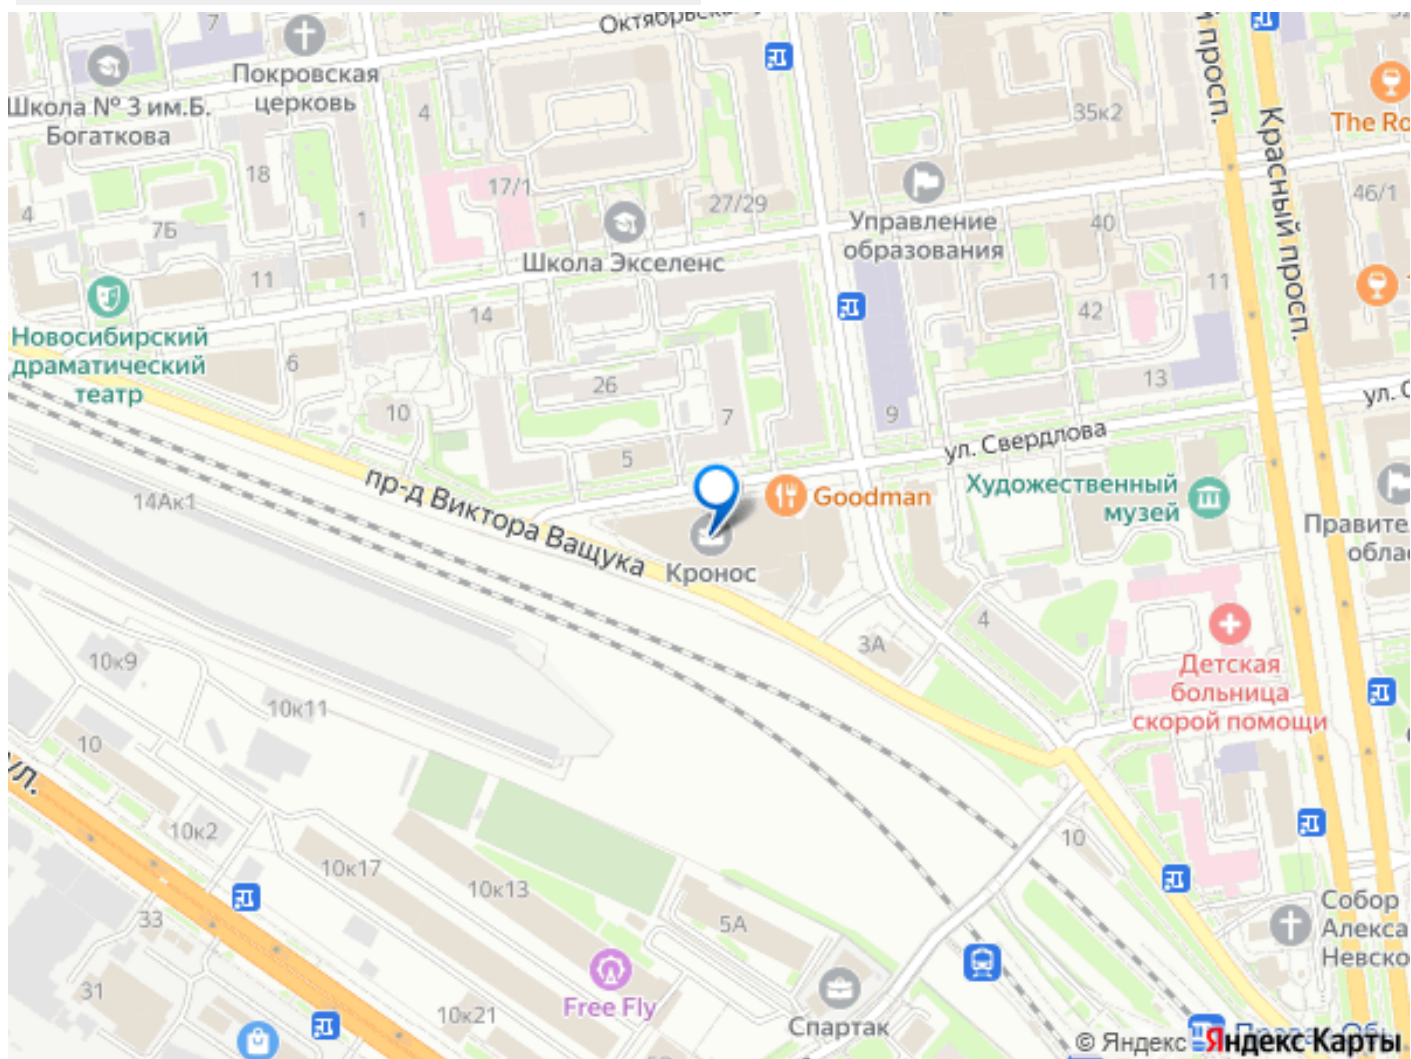 Октябрьская
7
Покровская
церковь
Школа № 3 им.Б.
Богаткова
4
35к2
The Ro
просп.
Красный просп.
18
17/1
27/29
Управление
образования
40
46/1
4
7Б
1
Школа Экселенс
11
11
Новосибирский
драматический
театр
14
42
6
26
13
10
7
9
ул. С
5
ул. Свердлова
14Ак1
пр-д Виктора Ващука
Goodman
Художественный
музей
Правите
облас
Кронос
4
3А
10к9
Детская
больница
скорой помощи
10к11
10
ул.
10к2
10
10к17
10к13
5А
33
Собор
Алекса
Невско
31
Free Fly
10к21
Спартак
© Яндекс
Яндекс Карты